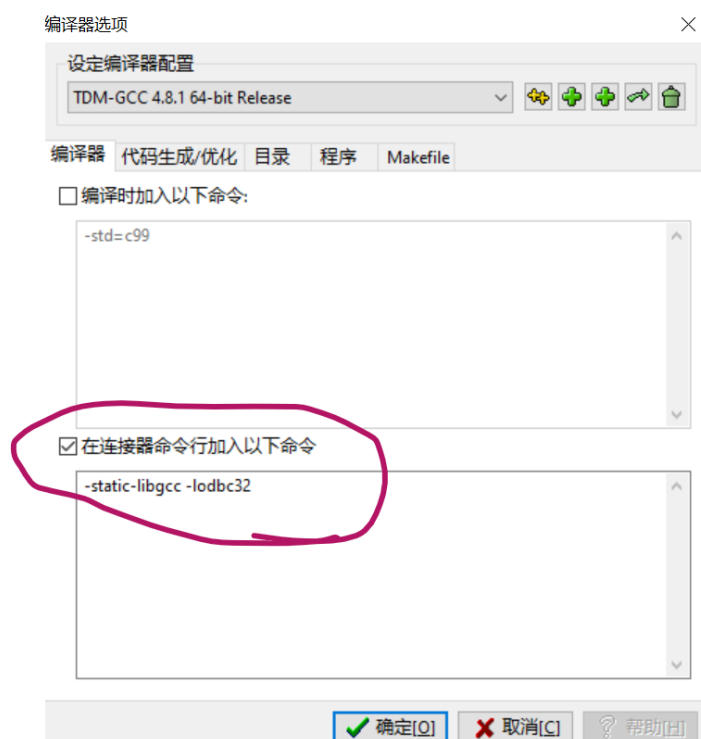 编译器选项
设定编译器配置
TDM-GCC 4.8.1 64-bit Release
编译器 代码生成/优化 目录 程序 Makefile
编译时加入以下命令:
-std=c99
在连接器命令行加入以下命令
-static-libgcc -lodbc32
确定[O] 取消[C] 帮助[H]